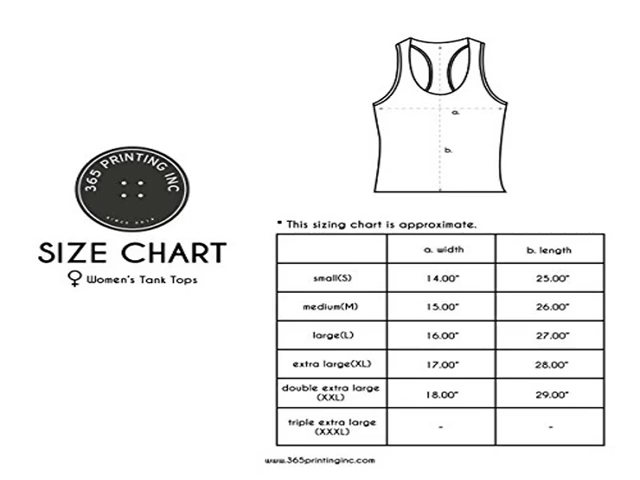 365 PRINTING INC
SIZE CHART
Women's Tank Tops
a.
b.
* This sizing chart is approximate.
a. width b. length
small(S) 14.00" 25.00"
medium(M) 15.00" 26.00"
large(L) 16.00" 27.00"
extra large(XL) 17.00" 28.00"
double extra large
(XXL) 18.00" 29.00"
triple extra large
(XXXL) - -
www.365printinginc.com